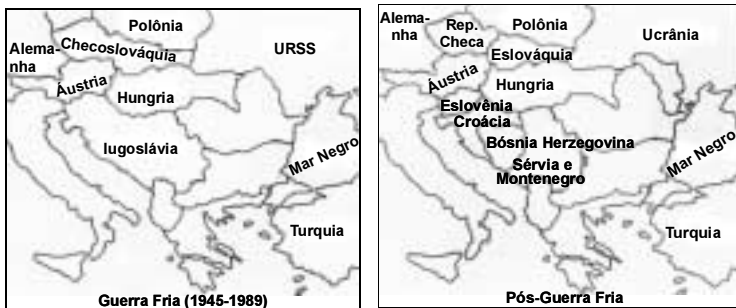 Polônia
Alema-
nha
Checoslováquia
URSS
Áustria
Hungria
Iugoslávia
Mar Negro
Turquia
Guerra Fria (1945-1989)
Alema-
nha
Rep.
Checa
Polônia
Ucrânia
Eslováquia
Áustria
Hungria
Eslovênia
Croácia
Bósnia Herzegovina
Sérvia e
Montenegro
Mar Negro
Turquia
Pós-Guerra Fria